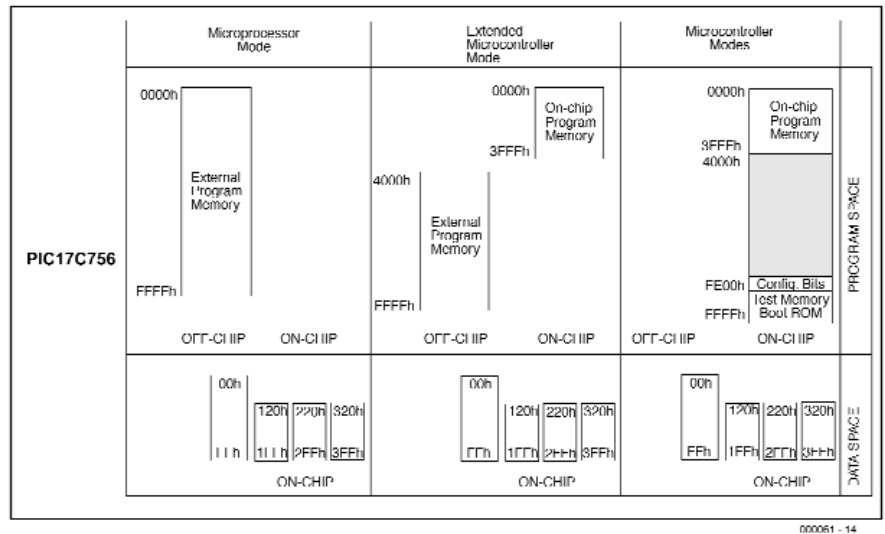 Microprocessor
Mode
Extended
Microcontroller
Mode
Microcontroller
Modes
PIC17C756
0000h
External
Program
Memory
FFFFh
OFF-CHIP ON-CHIP
0000h
On-chip
Program
Memory
3FFFh
4000h
External
Program
Memory
FFFFh
OFF-CHIP ON-CHIP
0000h
On-chip
Program
Memory
3FFFh
4000h
FE00h Config. Bits
Test Memory
FFFFh Boot ROM
OFF-CHIP ON-CHIP
PROGRAM SPACE
00h
120h 220h 320h
FFh 1FFh 2FFh 3FFh
ON-CHIP
00h
120h 220h 320h
FFh 1FFh 2FFh 3FFh
ON-CHIP
00h
120h 220h 320h
FFh 1FFh 2FFh 3FFh
ON-CHIP
DATA SPACE
000061 - 14